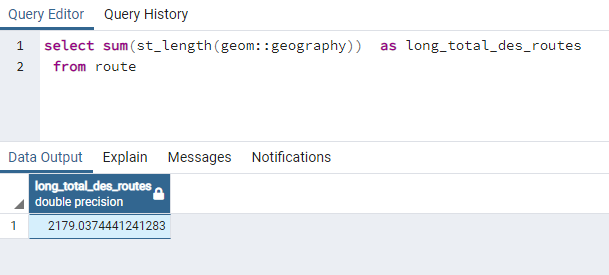 Query Editor Query History
1 select sum(st_length(geom::geography)) as long_total_des_routes
2 from route
Data Output Explain Messages Notifications
long_total_des_routes
double precision
1 2179.0374441241283